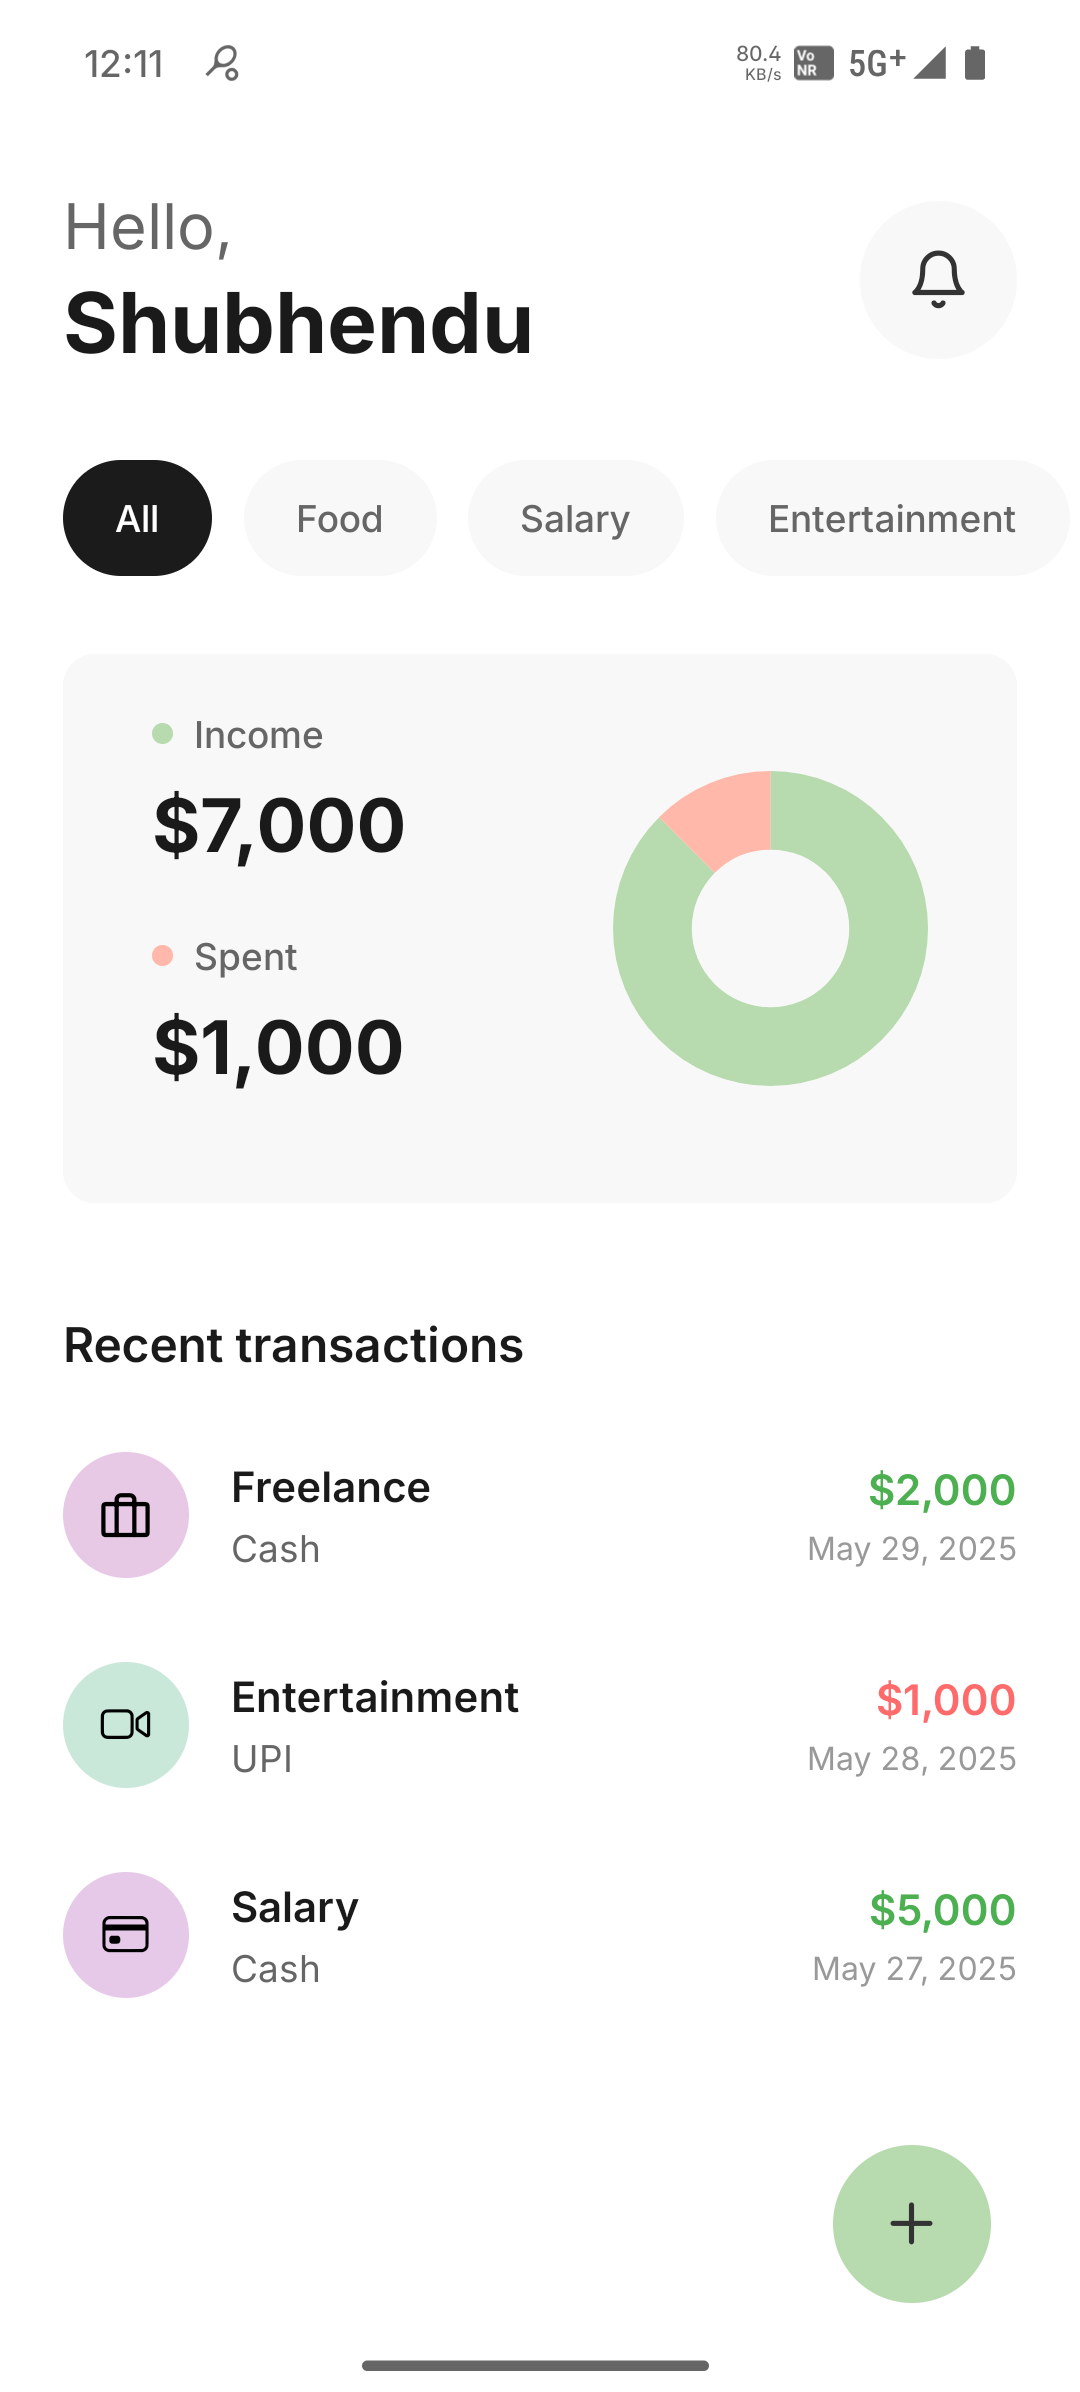 12:11
80.4
KB/s
Vo
NR
5G+
Hello,
Shubhendu
All
Food
Salary
Entertainment
Income
$7,000
Spent
$1,000
Recent transactions
Freelance
$2,000
Cash
May 29, 2025
Entertainment
$1,000
UPI
May 28, 2025
Salary
$5,000
Cash
May 27, 2025